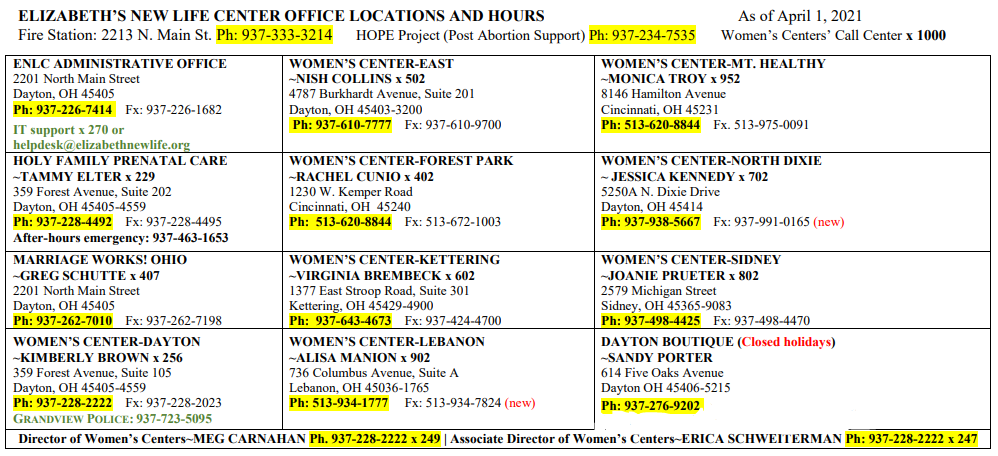 ELIZABETH'S NEW LIFE CENTER OFFICE LOCATIONS AND HOURS As of April 1, 2021
Fire Station: 2213 N. Main St. Ph: 937-333-3214 HOPE Project (Post Abortion Support) Ph: 937-234-7535 Women's Centers' Call Center x 1000
ENLC ADMINISTRATIVE OFFICE
2201 North Main Street
Dayton, OH 45405
Ph: 937-226-7414 Fx: 937-226-1682
IT support x 270 or
helpdesk@elizabethnewlife.org
WOMEN'S CENTER-EAST
~NISH COLLINS x 502
4787 Burkhardt Avenue, Suite 201
Dayton, OH 45403-3200
Ph: 937-610-7777 Fx: 937-610-9700
WOMEN'S CENTER-MT. HEALTHY
~MONICA TROY x 952
8146 Hamilton Avenue
Cincinnati, OH 45231
Ph: 513-620-8844 Fx. 513-975-0091
HOLY FAMILY PRENATAL CARE
~TAMMY ELTER x 229
359 Forest Avenue, Suite 202
Dayton, OH 45405-4559
Ph: 937-228-4492 Fx: 937-228-4495
After-hours emergency: 937-463-1653
WOMEN'S CENTER-FOREST PARK
~RACHEL CUNIO x 402
1230 W. Kemper Road
Cincinnati, OH 45240
Ph: 513-620-8844 Fx: 513-672-1003
WOMEN'S CENTER-NORTH DIXIE
~ JESSICA KENNEDY x 702
5250A N. Dixie Drive
Dayton, OH 45414
Ph: 937-938-5667 Fx: 937-991-0165 (new)
MARRIAGE WORKS! OHIO
~GREG SCHUTTE x 407
2201 North Main Street
Dayton, OH 45405
Ph: 937-262-7010 Fx: 937-262-7198
WOMEN'S CENTER-KETTERING
~VIRGINIA BREMBECK x 602
1377 East Stroop Road, Suite 301
Kettering, OH 45429-4900
Ph: 937-643-4673 Fx: 937-424-4700
WOMEN'S CENTER-SIDNEY
~JOANIE PRUETER x 802
2579 Michigan Street
Sidney, OH 45365-9083
Ph: 937-498-4425 Fx: 937-498-4470
WOMEN'S CENTER-DAYTON
~KIMBERLY BROWN x 256
359 Forest Avenue, Suite 105
Dayton, OH 45405-4559
Ph: 937-228-2222 Fx: 937-228-2023
GRANDVIEW POLICE: 937-723-5095
WOMEN'S CENTER-LEBANON
~ALISA MANION x 902
736 Columbus Avenue, Suite A
Lebanon, OH 45036-1765
Ph: 513-934-1777 Fx: 513-934-7824 (new)
DAYTON BOUTIQUE (Closed holidays)
~SANDY PORTER
614 Five Oaks Avenue
Dayton OH 45406-5215
Ph: 937-276-9202
Director of Women's Centers~MEG CARNAHAN Ph. 937-228-2222 x 249 | Associate Director of Women's Centers~ERICA SCHWEITERMAN Ph: 937-228-2222 x 247